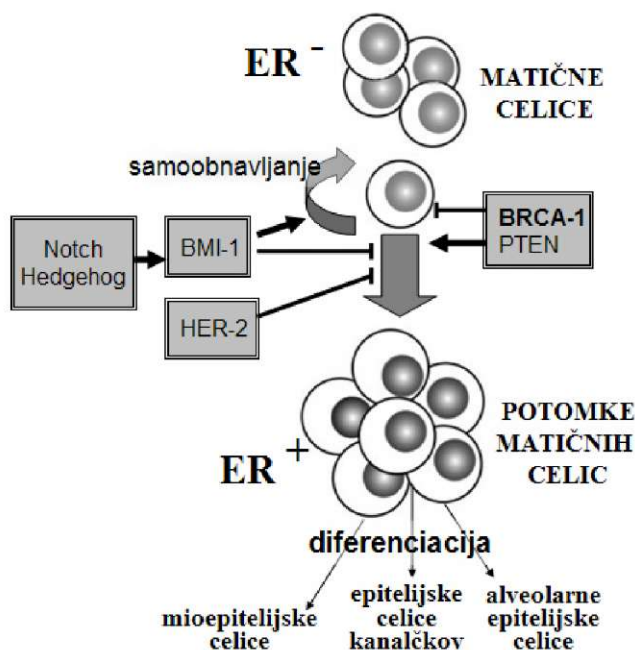 ER -
MATIČNE
CELICE
samoobnavljanje
Notch
Hedgehog
BMI-1
BRCA-1
PTEN
HER-2
ER +
POTOMKE
MATIČNIH
CELIC
diferenciacija
mioepitelijske
celice
epitelijske
celice
kanalčkov
alveolarne
epitelijske
celice